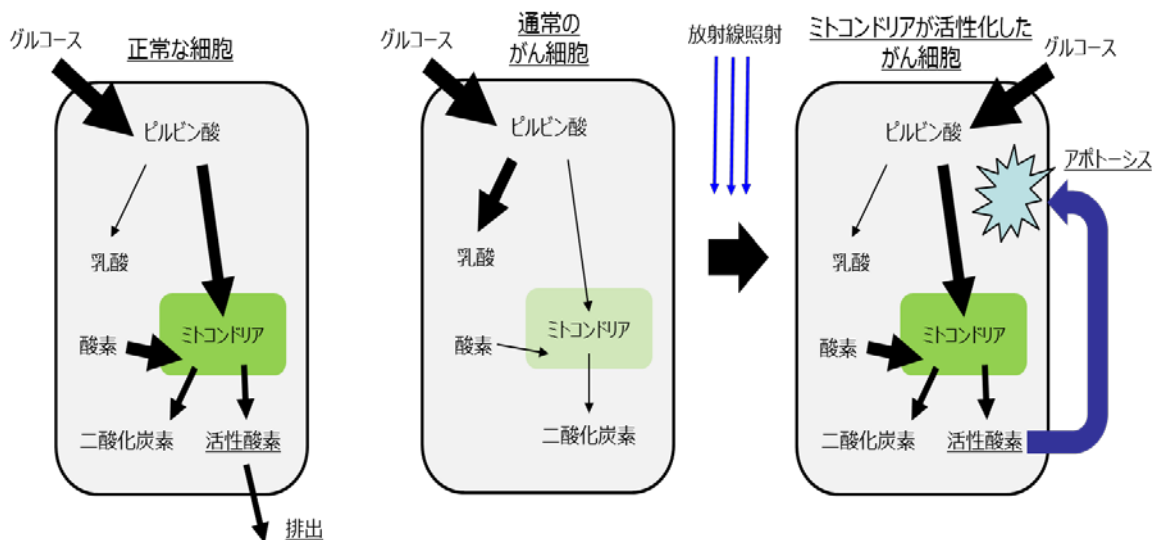 グルコース
正常な細胞
ピルビン酸
乳酸
酸素
ミトコンドリア
二酸化炭素
活性酸素
排出
グルコース
通常の
がん細胞
ピルビン酸
乳酸
酸素
ミトコンドリア
二酸化炭素
放射線照射
ミトコンドリアが活性化した
がん細胞
グルコース
ピルビン酸
アポトーシス
乳酸
酸素
ミトコンドリア
二酸化炭素
活性酸素